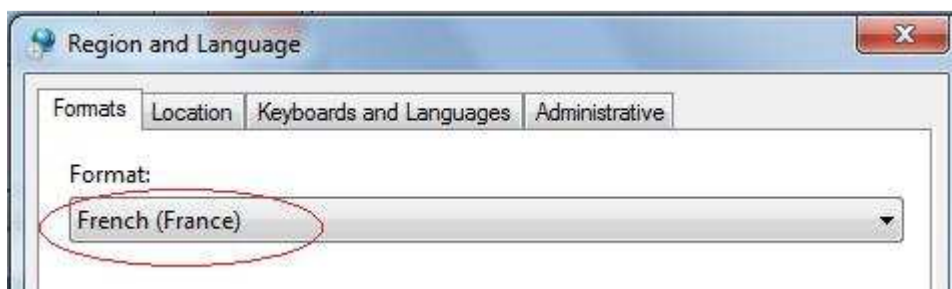 Region and Language
Formats Location Keyboards and Languages Administrative
Format:
French (France)